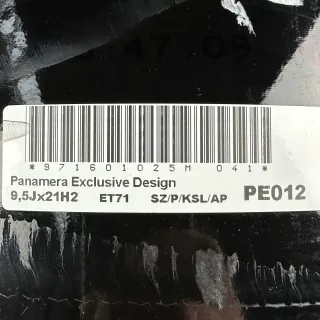 *971601025M 041*
Panamera Exclusive Design
9,5Jx21H2 ET71 SZ/P/KSL/AP PE012